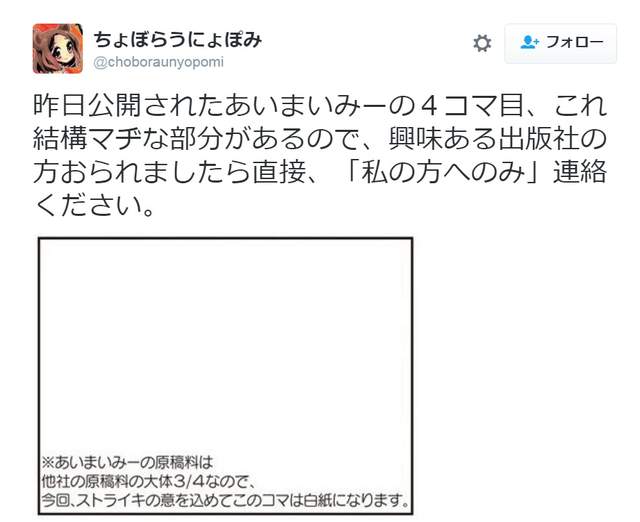 ちょぼらうにょぽみ
@choboraunyopomi
フォロー
昨日公開されたあいまいみーの４コマ目、これ
結構マヂな部分があるので、興味ある出版社の
方おられましたら直接、「私の方へのみ」連絡
ください。
※あいまいみーの原稿料は
他社の原稿料の大体3/4なので、
今回、ストライキの意を込めてこのコマは白紙になります。